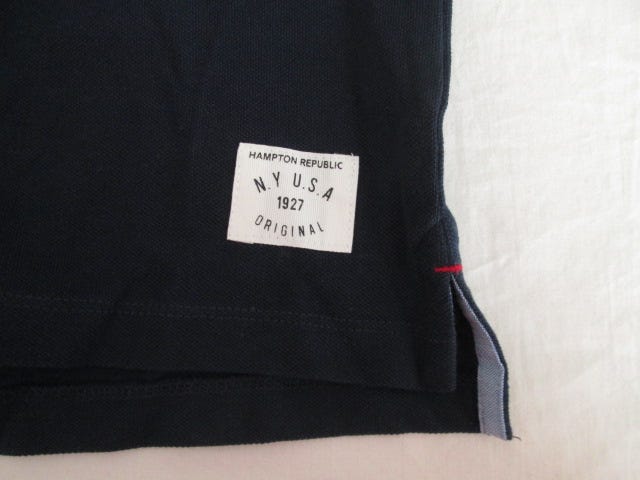 HAMPTON REPUBLIC
N.Y U.S.A
1927
ORIGINAL